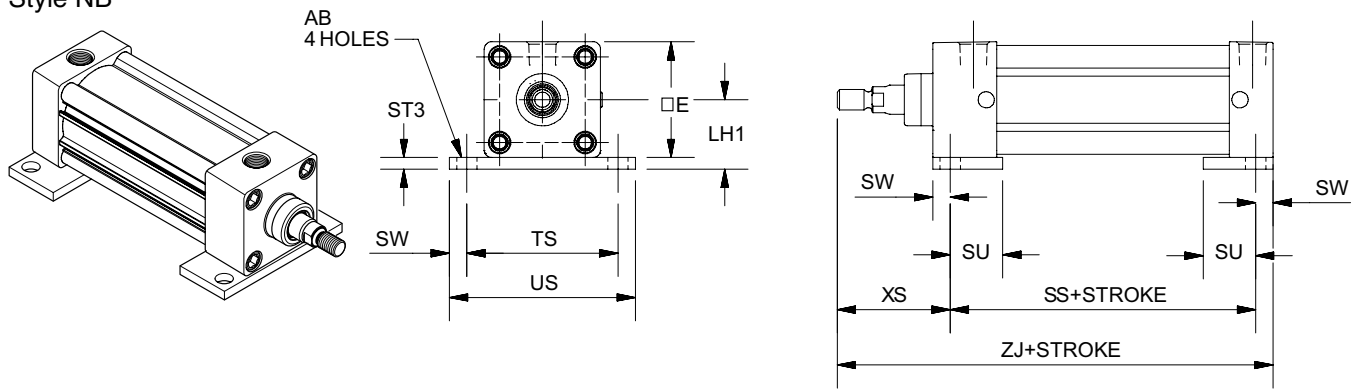 Style NB
AB
4 HOLES
ST3
□E
LH1
SW
TS
US
SW
SW
SU
SU
XS
SS+STROKE
ZJ+STROKE